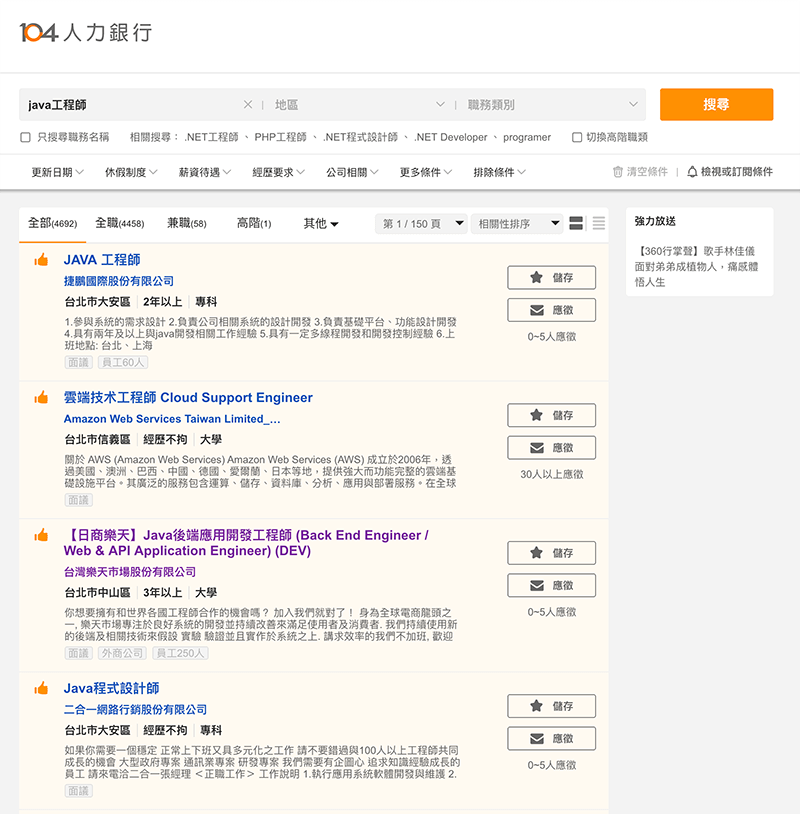 104 人力銀行
java工程師 × 地區 職務類別 搜尋
只搜尋職務名稱 相關搜尋： .NET工程師 、 PHP工程師 、 .NET程式設計師 、 .NET Developer 、 programer 切換高階職類
更新日期 休假制度 薪資待遇 經歷要求 公司相關 更多條件 排除條件 清空條件 | 檢視或訂閱條件
全部(4692) 全職(4458) 兼職(58) 高階(1) 其他 第 1 / 150 頁 相關性排序
強力放送
【360行掌聲】歌手林佳儀
面對弟弟成植物人，痛感體
悟人生
JAVA 工程師
捷鵬國際股份有限公司
台北市大安區 2年以上 專科
1.參與系統的需求設計 2.負責公司相關系統的設計開發 3.負責基礎平台、功能設計開發
4.具有兩年及以上與java開發相關工作經驗 5.具有一定多線程開發和開發控制經驗 6.上
班地點: 台北、上海
面議 員工60人
儲存
應徵
0~5人應徵
雲端技術工程師 Cloud Support Engineer
Amazon Web Services Taiwan Limited_…
台北市信義區 經歷不拘 大學
關於 AWS (Amazon Web Services) Amazon Web Services (AWS) 成立於2006年，透
過美國、澳洲、巴西、中國、德國、愛爾蘭、日本等地，提供強大而功能完整的雲端基
礎設施平台。其廣泛的服務包含運算、儲存、資料庫、分析、應用與部署服務。在全球
面議
儲存
應徵
30人以上應徵
【日商樂天】Java後端應用開發工程師 (Back End Engineer /
Web & API Application Engineer) (DEV)
台灣樂天市場股份有限公司
台北市中山區 3年以上 大學
你想要擁有和世界各國工程師合作的機會嗎？ 加入我們就對了！ 身為全球電商龍頭之
一, 樂天市場專注於良好系統的開發並持續改善來滿足使用者及消費者. 我們持續使用新
的後端及相關技術來假設 實驗 驗證並且實作於系統之上. 講求效率的我們不加班, 歡迎
面議 外商公司 員工250人
儲存
應徵
0~5人應徵
Java程式設計師
二合一網路行銷股份有限公司
台北市大安區 經歷不拘 專科
如果你需要一個穩定 正常上下班又具多元化之工作 請不要錯過與100人以上工程師共同
成長的機會 大型政府專案 通訊業專案 研發專案 我們需要有企圖心 追求知識經驗成長的
員工 請來電洽二合一張經理 ＜正職工作＞ 工作說明 1.執行應用系統軟體開發與維護 2.
面議
儲存
應徵
0~5人應徵